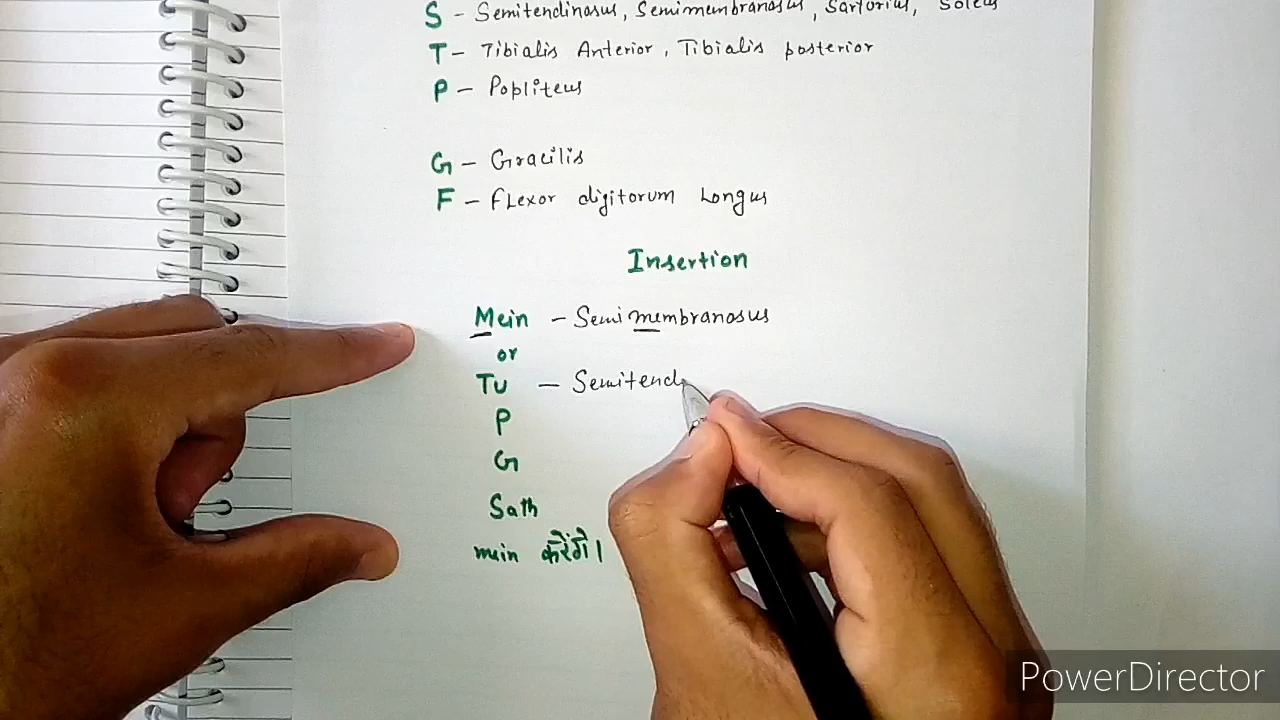 S - Semitendinosus, Semimembranosus, Sartorius, Soleus
T - Tibialis Anterior, Tibialis posterior
P - Popliteus
G - Gracilis
F - Flexor digitorum Longus
Insertion
Mein - Semimembranosus
or
Tu - Semitend
P
G
Sath
mein करेंगे।
PowerDirector